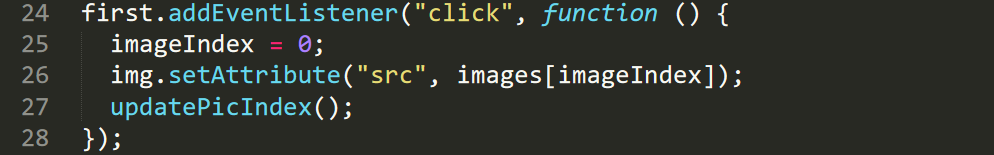 24 first.addEventListener("click", function () {
25   imageIndex = 0;
26   img.setAttribute("src", images[imageIndex]);
27   updatePicIndex();
28 });